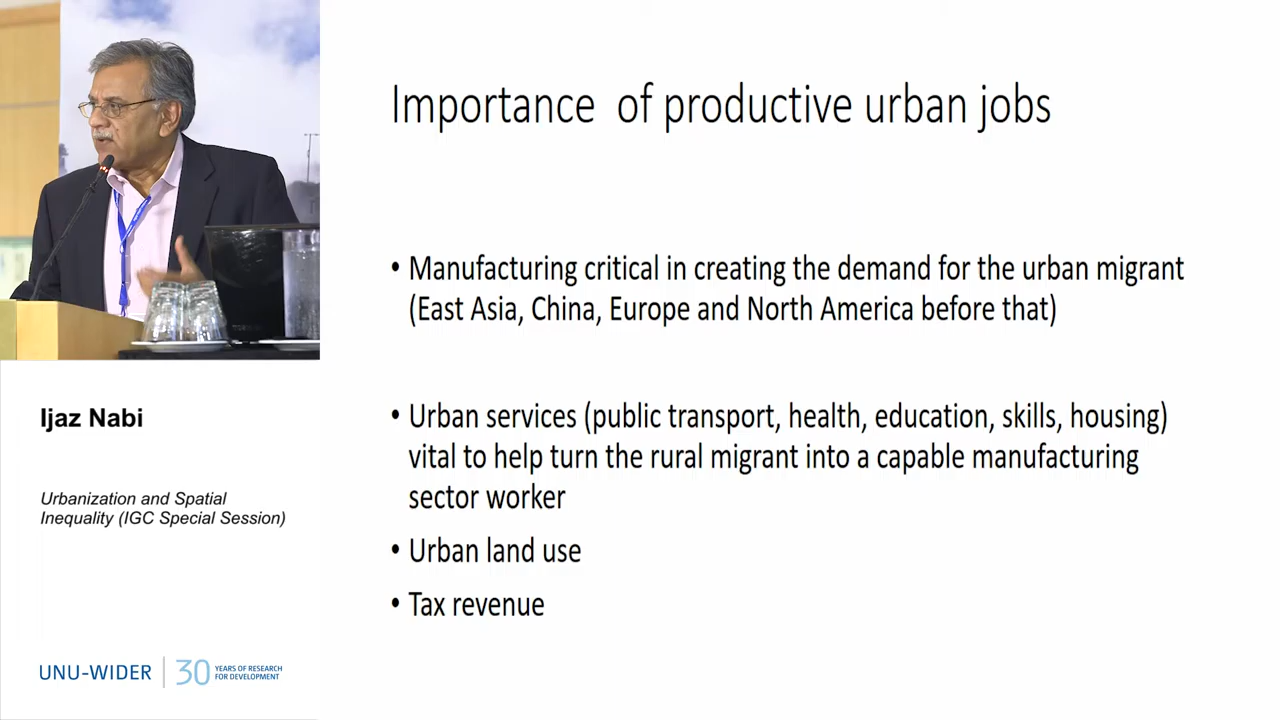 Importance of productive urban jobs
• Manufacturing critical in creating the demand for the urban migrant
(East Asia, China, Europe and North America before that)
• Urban services (public transport, health, education, skills, housing)
vital to help turn the rural migrant into a capable manufacturing
sector worker
• Urban land use
• Tax revenue
Ijaz Nabi
Urbanization and Spatial
Inequality (IGC Special Session)
UNU-WIDER
30
YEARS OF RESEARCH
FOR DEVELOPMENT